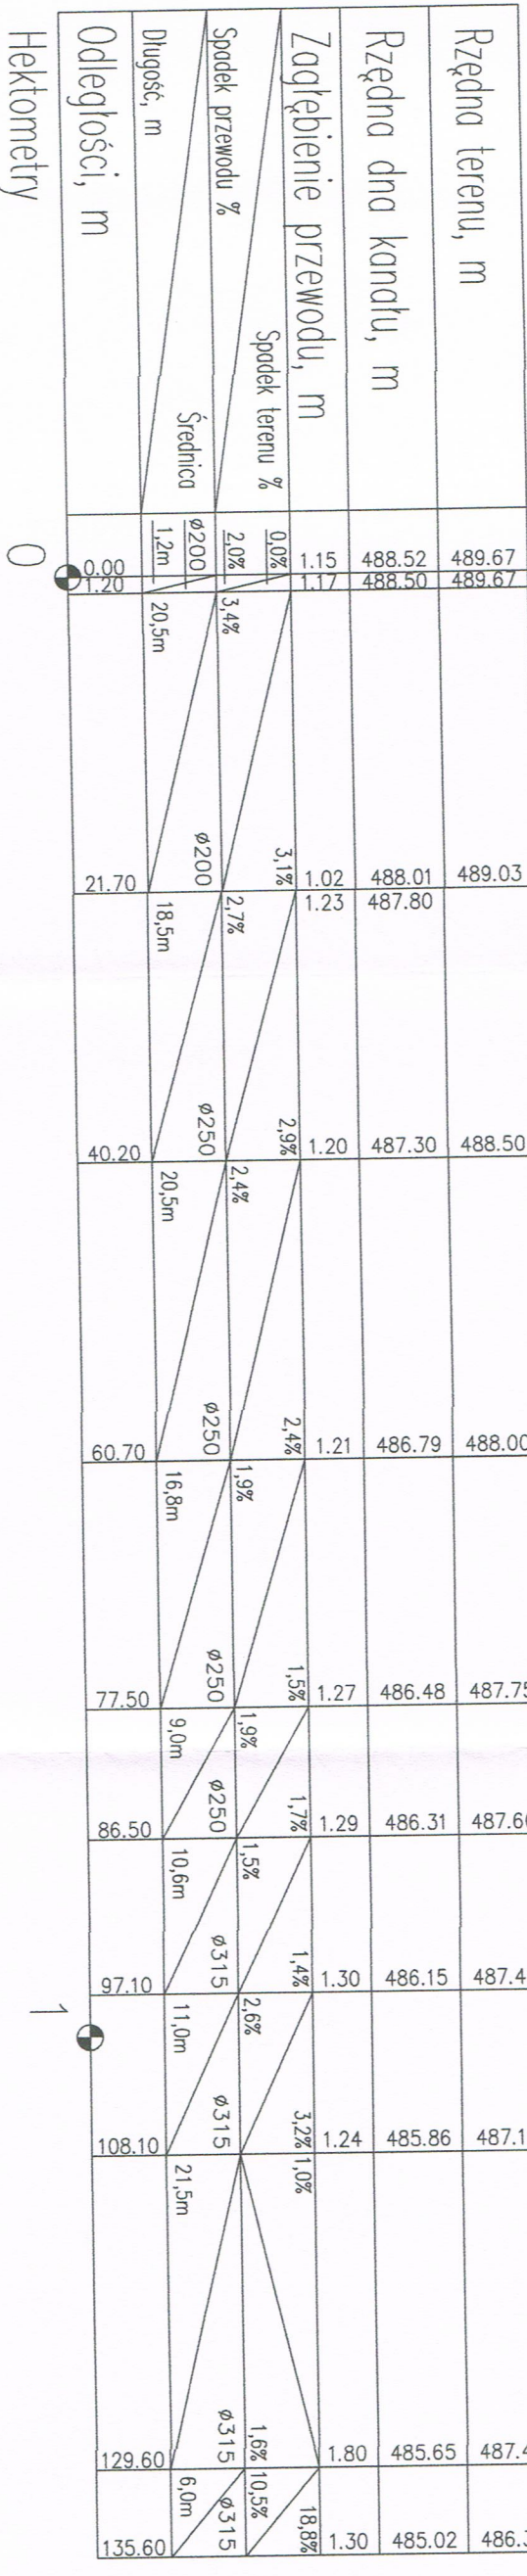 Rzędna terenu, m 489.67 489.67 489.03 488.50 488.00
Rzędna dna kanału, m 488.52 488.50 488.01 487.80 487.30 486.79 486.48 486.31 486.15 485.86 485.65 485.02
Zagłębienie przewodu, m 1.15 1.17 1.02 1.23 1.20 1.21 1.27 1.29 1.30 1.24 1.80 1.30
Spadek terenu % 0,0% 3,1% 2,9% 2,4% 1,5% 1,7% 1,4% 3,2% 1,0% 18,8%
Spadek przewodu % 2,0% 3,4% 2,7% 2,4% 1,9% 1,9% 1,5% 2,6% 1,6% 10,5%
Średnica ø200 ø200 ø250 ø250 ø250 ø250 ø315 ø315 ø315 ø315
Długość, m 1,2m 20,5m 18,5m 20,5m 16,8m 9,0m 10,6m 11,0m 21,5m 6,0m
Odległości, m 0.00 1.20 21.70 40.20 60.70 77.50 86.50 97.10 108.10 129.60 135.60
Hektometry 0 1